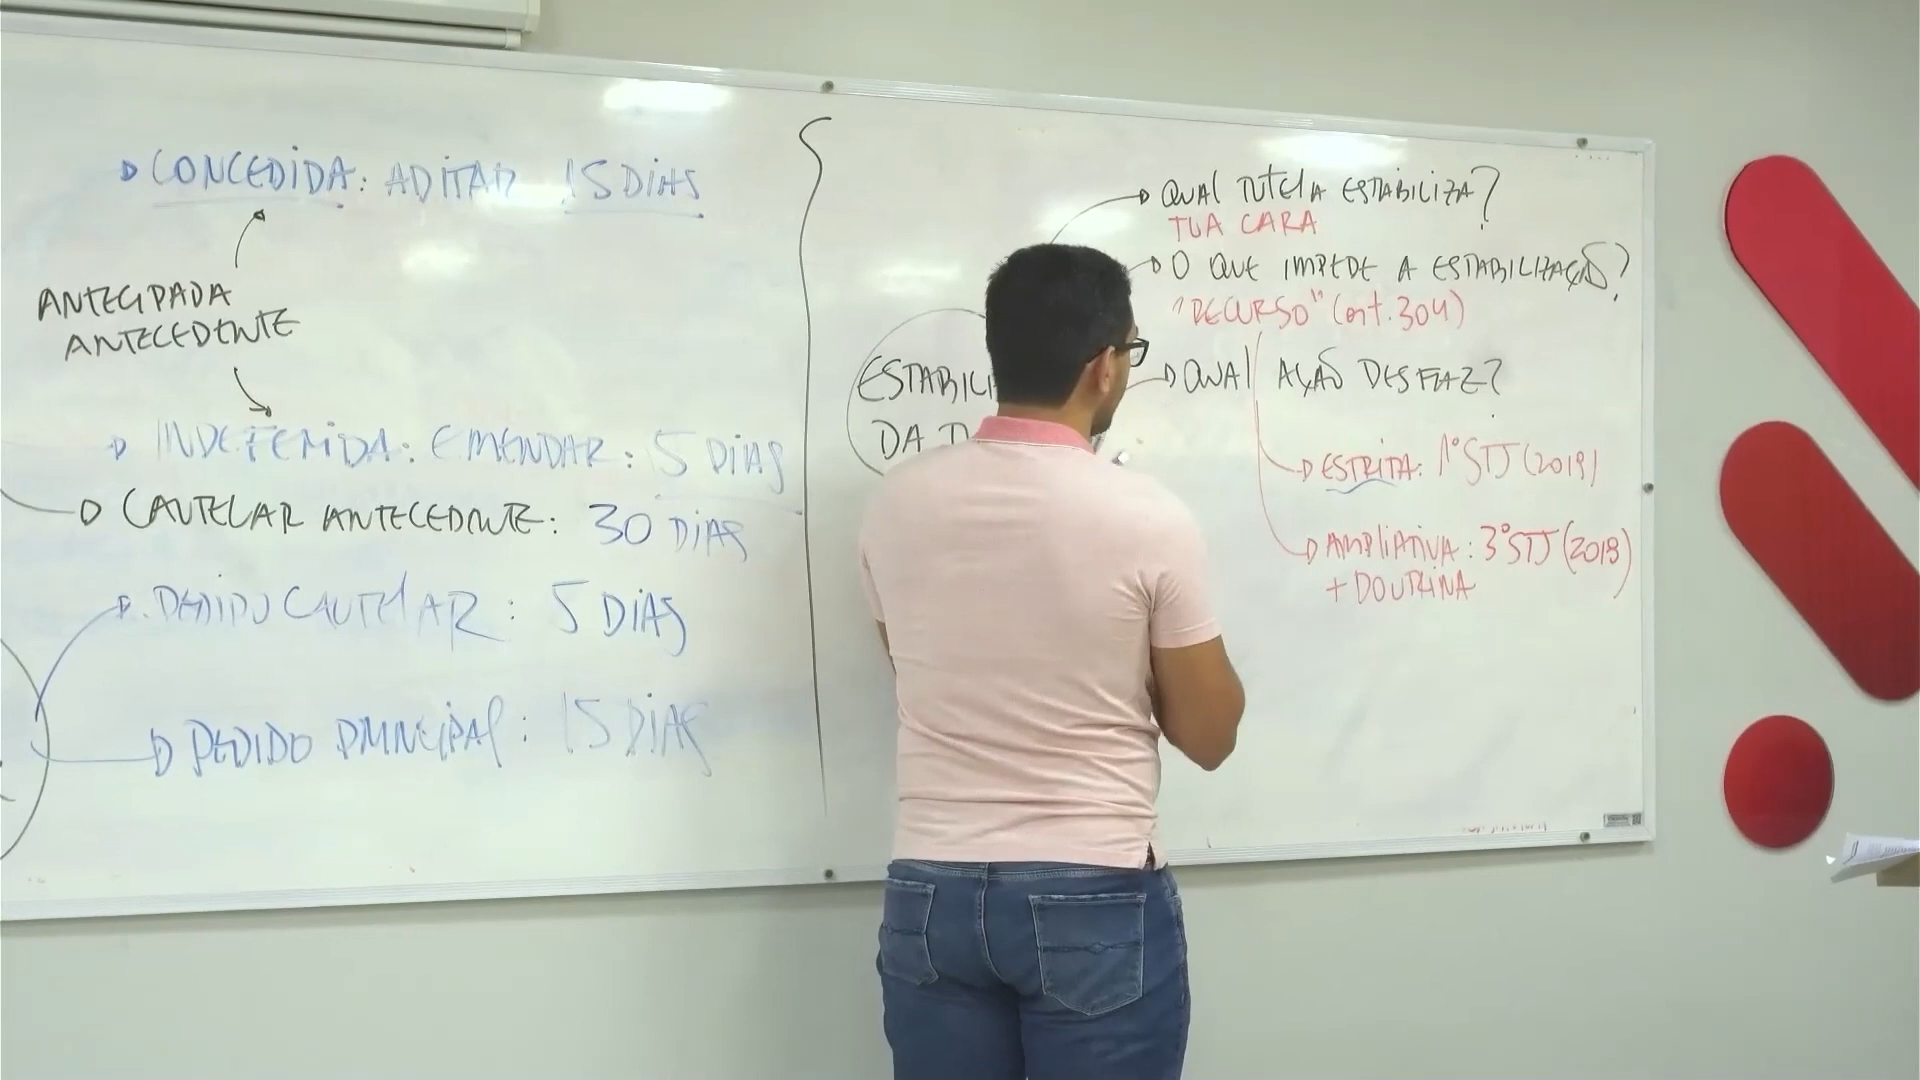 CONCEDIDA: ADITAR 15 DIAS
ANTECIPADA
ANTECEDENTE
INDEFERIDA: EMENDAR: 5 DIAS
CAUTELAR ANTECEDENTE: 30 DIAS
PEDIDO CAUTELAR: 5 DIAS
PEDIDO PRINCIPAL: 15 DIAS
ESTABILI
DA
QUAL TUTELA ESTABILIZA?
TUA CARA
O QUE IMPEDE A ESTABILIZAÇÃO?
"RECURSO" (art. 304)
QUAL AÇÃO DESFAZ?
ESTRITA: 1º STJ (2019)
AMPLIATIVA: 3º STJ (2018)
+ DOUTRINA